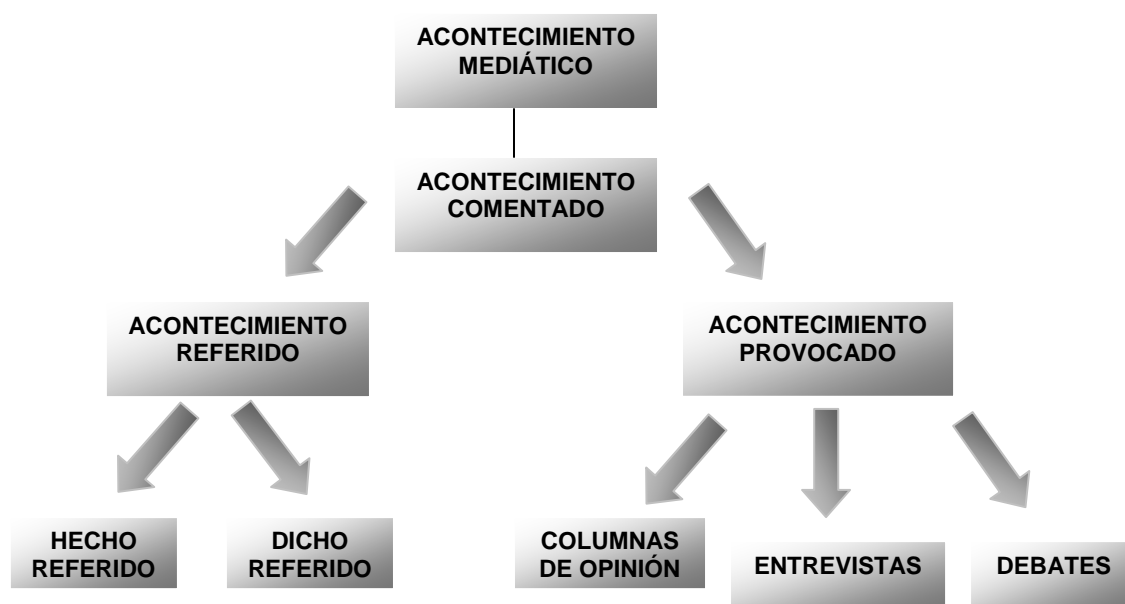 ACONTECIMIENTO
MEDIÁTICO
ACONTECIMIENTO
COMENTADO
ACONTECIMIENTO
REFERIDO
ACONTECIMIENTO
PROVOCADO
HECHO
REFERIDO
DICHO
REFERIDO
COLUMNAS
DE OPINIÓN
ENTREVISTAS
DEBATES